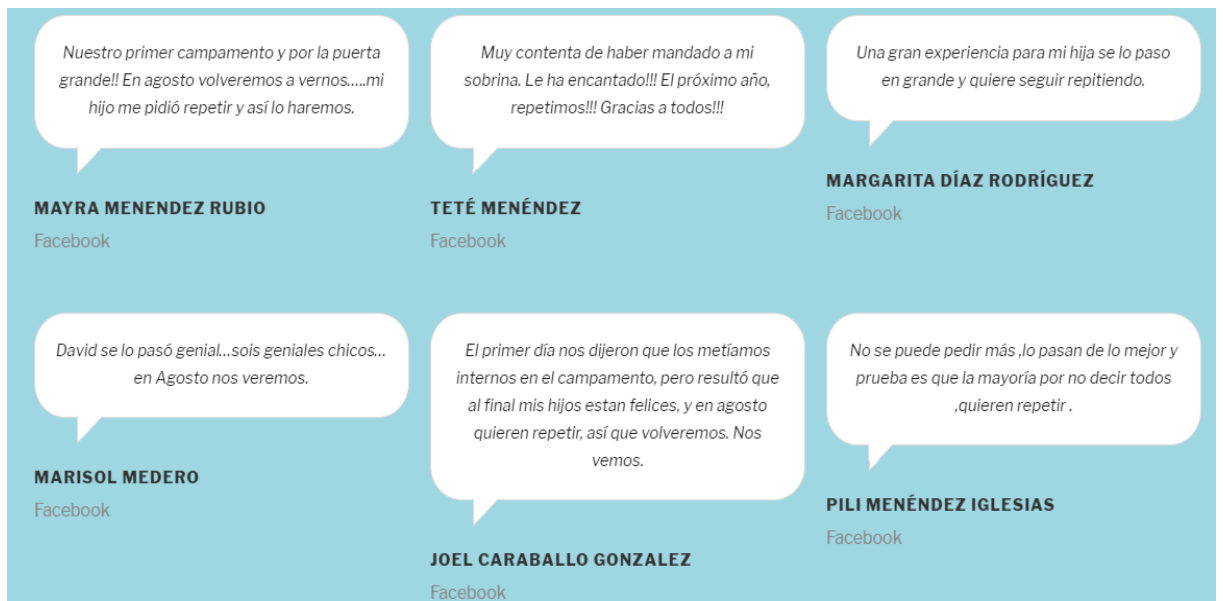 Nuestro primer campamento y por la puerta
grande!! En agosto volveremos a vernos.....mi
hijo me pidió repetir y así lo haremos.
MAYRA MENENDEZ RUBIO
Facebook
Muy contenta de haber mandado a mi
sobrina. Le ha encantado!!! El próximo año,
repetimos!!! Gracias a todos!!!
TETÉ MENÉNDEZ
Facebook
Una gran experiencia para mi hija se lo paso
en grande y quiere seguir repitiendo.
MARGARITA DÍAZ RODRÍGUEZ
Facebook
David se lo pasó genial...sois geniales chicos...
en Agosto nos veremos.
MARISOL MEDERO
Facebook
El primer día nos dijeron que los metíamos
internos en el campamento, pero resultó que
al final mis hijos estan felices, y en agosto
quieren repetir, así que volveremos. Nos
vemos.
JOEL CARABALLO GONZALEZ
Facebook
No se puede pedir más ,lo pasan de lo mejor y
prueba es que la mayoría por no decir todos
,quieren repetir .
PILI MENÉNDEZ IGLESIAS
Facebook